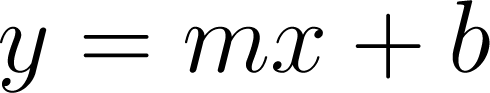 y = mx + b